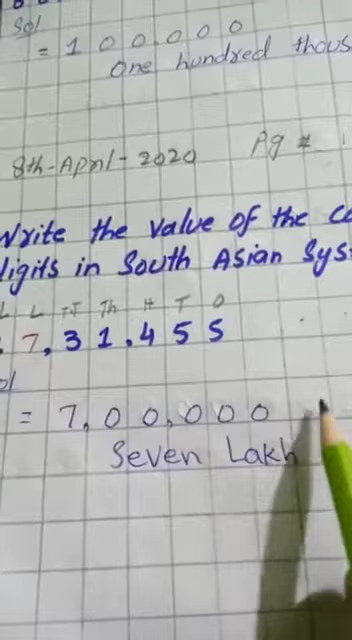 Sol
= 1 0 0, 0 0 0
One hundred thous
8th-April-2020 Pg #
Write the value of the co
digits in South Asian Sys
L L T.T Th H T O
7, 3 1, 4 5 5
ol
= 7, 0 0, 0 0 0
Seven Lakh